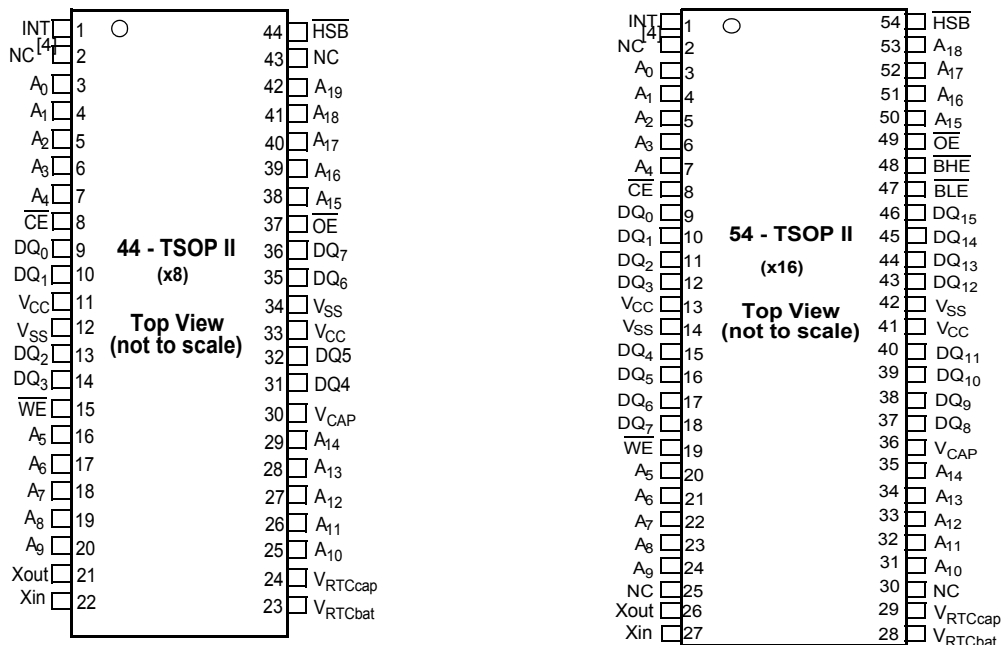 INT 1 44 HSB
[4]
NC 2 43 NC
A0 3 42 A19
A1 4 41 A18
A2 5 40 A17
A3 6 39 A16
A4 7 38 A15
CE 8 37 OE
DQ0 9 36 DQ7
DQ1 10 35 DQ6
VCC 11 34 VSS
VSS 12 33 VCC
DQ2 13 32 DQ5
DQ3 14 31 DQ4
WE 15 30 VCAP
A5 16 29 A14
A6 17 28 A13
A7 18 27 A12
A8 19 26 A11
A9 20 25 A10
Xout 21 24 VRTCcap
Xin 22 23 VRTCbat
44 - TSOP II
(x8)
Top View
(not to scale)
INT 1 54 HSB
[4]
NC 2 53 A18
A0 3 52 A17
A1 4 51 A16
A2 5 50 A15
A3 6 49 OE
A4 7 48 BHE
CE 8 47 BLE
DQ0 9 46 DQ15
DQ1 10 45 DQ14
DQ2 11 44 DQ13
DQ3 12 43 DQ12
VCC 13 42 VSS
VSS 14 41 VCC
DQ4 15 40 DQ11
DQ5 16 39 DQ10
DQ6 17 38 DQ9
DQ7 18 37 DQ8
WE 19 36 VCAP
A5 20 35 A14
A6 21 34 A13
A7 22 33 A12
A8 23 32 A11
A9 24 31 A10
NC 25 30 NC
Xout 26 29 VRTCcap
Xin 27 28 VRTCbat
54 - TSOP II
(x16)
Top View
(not to scale)